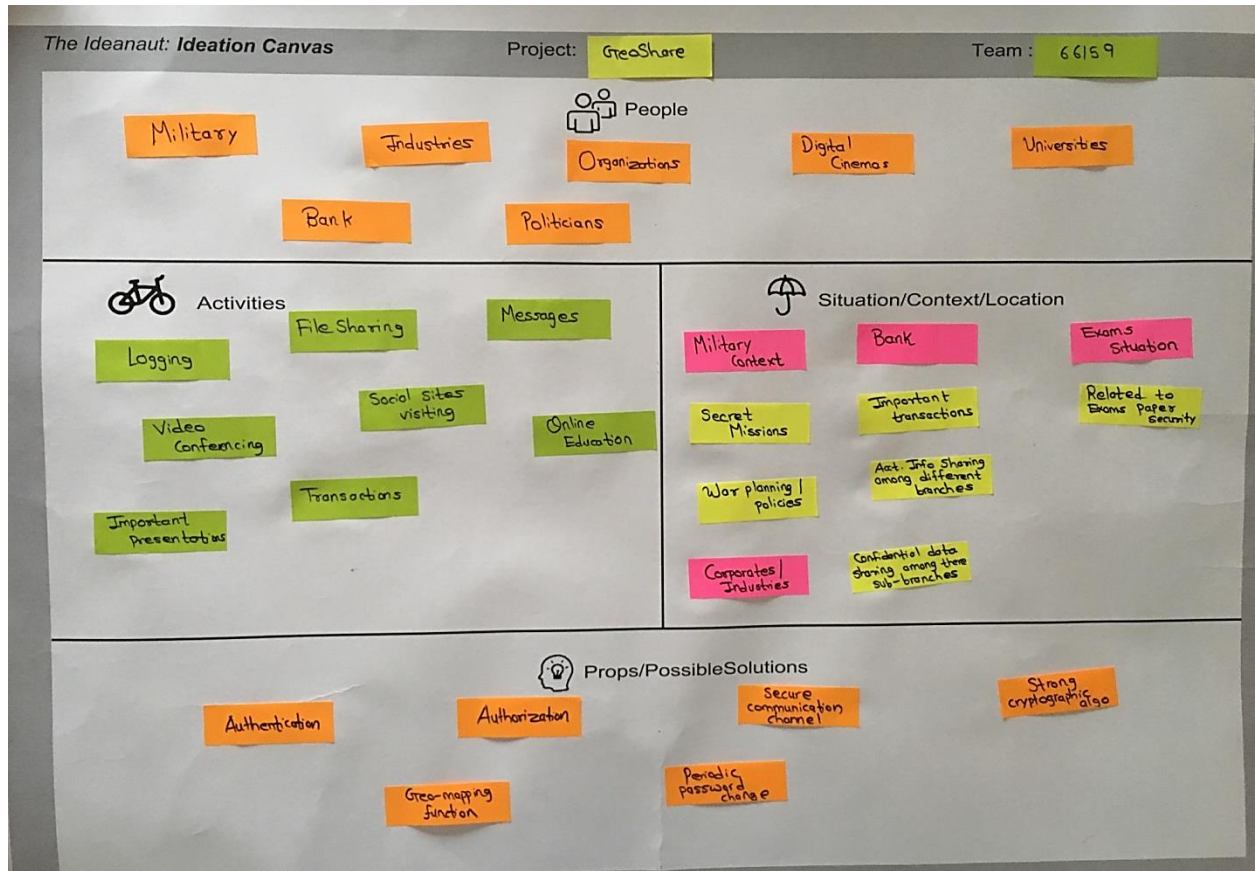 The Ideanaut: Ideation Canvas
Project:
GeoShare
Team :
66159
People
Military
Industries
Organizations
Digital
Cinemas
Universities
Bank
Politicians
Activities
File Sharing
Messages
Logging
Social Sites
visiting
Video
Confeencing
Online
Education
Transactions
Important
Presentations
Situation/Context/Location
Military
Context
Bank
Exams
Situation
Secret
Missions
Important
transactions
Related to
Exams paper
security
War planning/
policies
Act. Info Sharing
among different
branches
Corporates/
Industries
Confidential data
sharing among there
sub-branches
Props/PossibleSolutions
Authentication
Authorization
Secure
communication
channel
Strong
cryptographic algo
Geo-mapping
function
Periodic
password
change